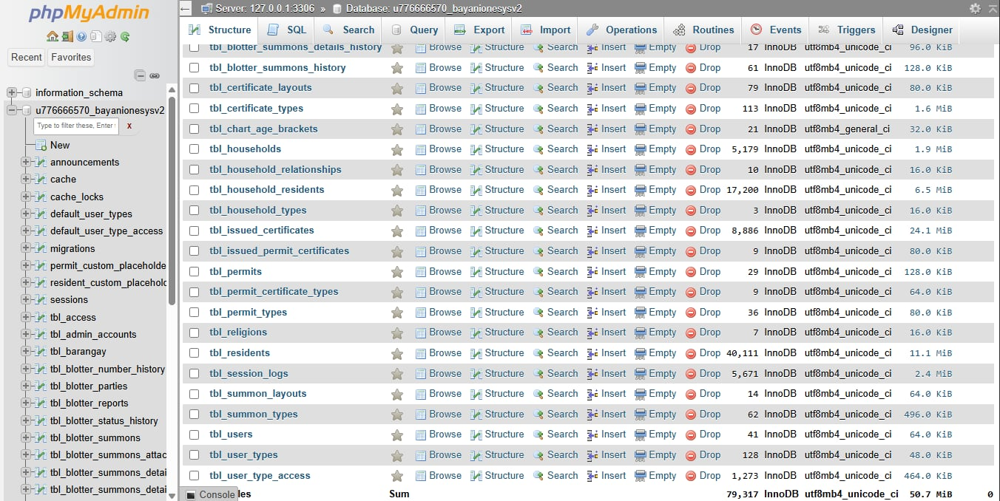 phpMyAdmin
Recent Favorites
information_schema
u776666570_bayanionesysv2
Type to filter these, Enter x
New
announcements
cache
cache_locks
default_user_types
default_user_type_access
migrations
permit_custom_placeholde
resident_custom_placehold
sessions
tbl_access
tbl_admin_accounts
tbl_barangay
tbl_blotter_number_history
tbl_blotter_parties
tbl_blotter_reports
tbl_blotter_status_history
tbl_blotter_summons
tbl_blotter_summons_attac
tbl_blotter_summons_detai
tbl_blotter_summons_detai
Server: 127.0.0.1:3306 » Database: u776666570_bayanionesysv2
Structure SQL Search Query Export Import Operations Routines Events Triggers Designer
tbl_blotter_summons_details_history Browse Structure Search Insert Empty Drop 17 InnoDB utf8mb4_unicode_ci 96.0 KiB
tbl_blotter_summons_history Browse Structure Search Insert Empty Drop 61 InnoDB utf8mb4_unicode_ci 128.0 KiB
tbl_certificate_layouts Browse Structure Search Insert Empty Drop 79 InnoDB utf8mb4_unicode_ci 80.0 KiB
tbl_certificate_types Browse Structure Search Insert Empty Drop 113 InnoDB utf8mb4_unicode_ci 1.6 MiB
tbl_chart_age_brackets Browse Structure Search Insert Empty Drop 21 InnoDB utf8mb4_general_ci 32.0 KiB
tbl_households Browse Structure Search Insert Empty Drop 5,179 InnoDB utf8mb4_unicode_ci 1.9 MiB
tbl_household_relationships Browse Structure Search Insert Empty Drop 10 InnoDB utf8mb4_unicode_ci 16.0 KiB
tbl_household_residents Browse Structure Search Insert Empty Drop 17,200 InnoDB utf8mb4_unicode_ci 6.5 MiB
tbl_household_types Browse Structure Search Insert Empty Drop 3 InnoDB utf8mb4_unicode_ci 16.0 KiB
tbl_issued_certificates Browse Structure Search Insert Empty Drop 8,886 InnoDB utf8mb4_unicode_ci 24.1 MiB
tbl_issued_permit_certificates Browse Structure Search Insert Empty Drop 9 InnoDB utf8mb4_unicode_ci 80.0 KiB
tbl_permits Browse Structure Search Insert Empty Drop 29 InnoDB utf8mb4_unicode_ci 128.0 KiB
tbl_permit_certificate_types Browse Structure Search Insert Empty Drop 9 InnoDB utf8mb4_unicode_ci 64.0 KiB
tbl_permit_types Browse Structure Search Insert Empty Drop 36 InnoDB utf8mb4_unicode_ci 80.0 KiB
tbl_religions Browse Structure Search Insert Empty Drop 7 InnoDB utf8mb4_unicode_ci 16.0 KiB
tbl_residents Browse Structure Search Insert Empty Drop 40,111 InnoDB utf8mb4_unicode_ci 11.1 MiB
tbl_session_logs Browse Structure Search Insert Empty Drop 5,671 InnoDB utf8mb4_unicode_ci 2.4 MiB
tbl_summon_layouts Browse Structure Search Insert Empty Drop 14 InnoDB utf8mb4_unicode_ci 64.0 KiB
tbl_summon_types Browse Structure Search Insert Empty Drop 62 InnoDB utf8mb4_unicode_ci 496.0 KiB
tbl_users Browse Structure Search Insert Empty Drop 41 InnoDB utf8mb4_unicode_ci 64.0 KiB
tbl_user_types Browse Structure Search Insert Empty Drop 128 InnoDB utf8mb4_unicode_ci 48.0 KiB
tbl_user_type_access Browse Structure Search Insert Empty Drop 1,273 InnoDB utf8mb4_unicode_ci 464.0 KiB
Console les Sum 79,317 InnoDB utf8mb4_unicode_ci 50.7 MiB 0